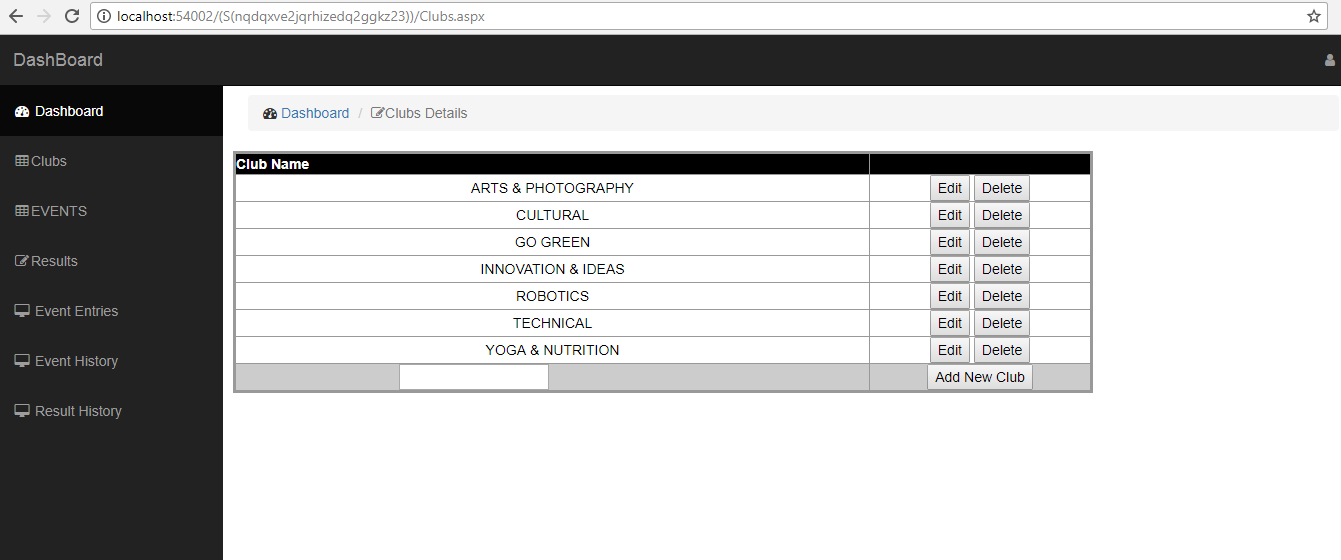 localhost:54002/(S(nqdqxve2jqrhizedq2ggkz23))/Clubs.aspx
DashBoard
Dashboard
Clubs
EVENTS
Results
Event Entries
Event History
Result History
Dashboard / Clubs Details
Club Name
ARTS & PHOTOGRAPHY Edit Delete
CULTURAL Edit Delete
GO GREEN Edit Delete
INNOVATION & IDEAS Edit Delete
ROBOTICS Edit Delete
TECHNICAL Edit Delete
YOGA & NUTRITION Edit Delete
Add New Club